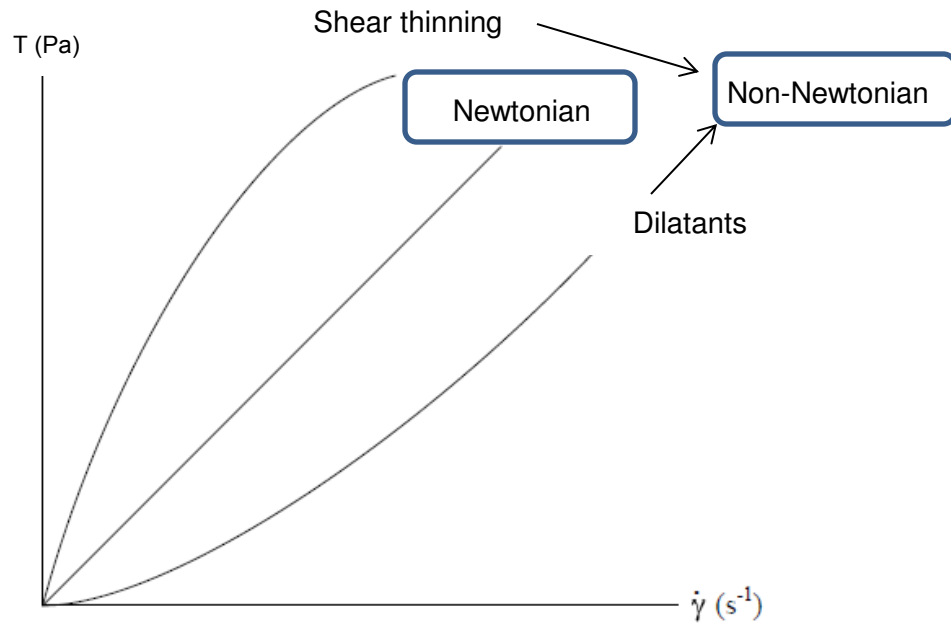 Shear thinning
T (Pa)
Newtonian
Non-Newtonian
Dilatants
γ̇ (s⁻¹)